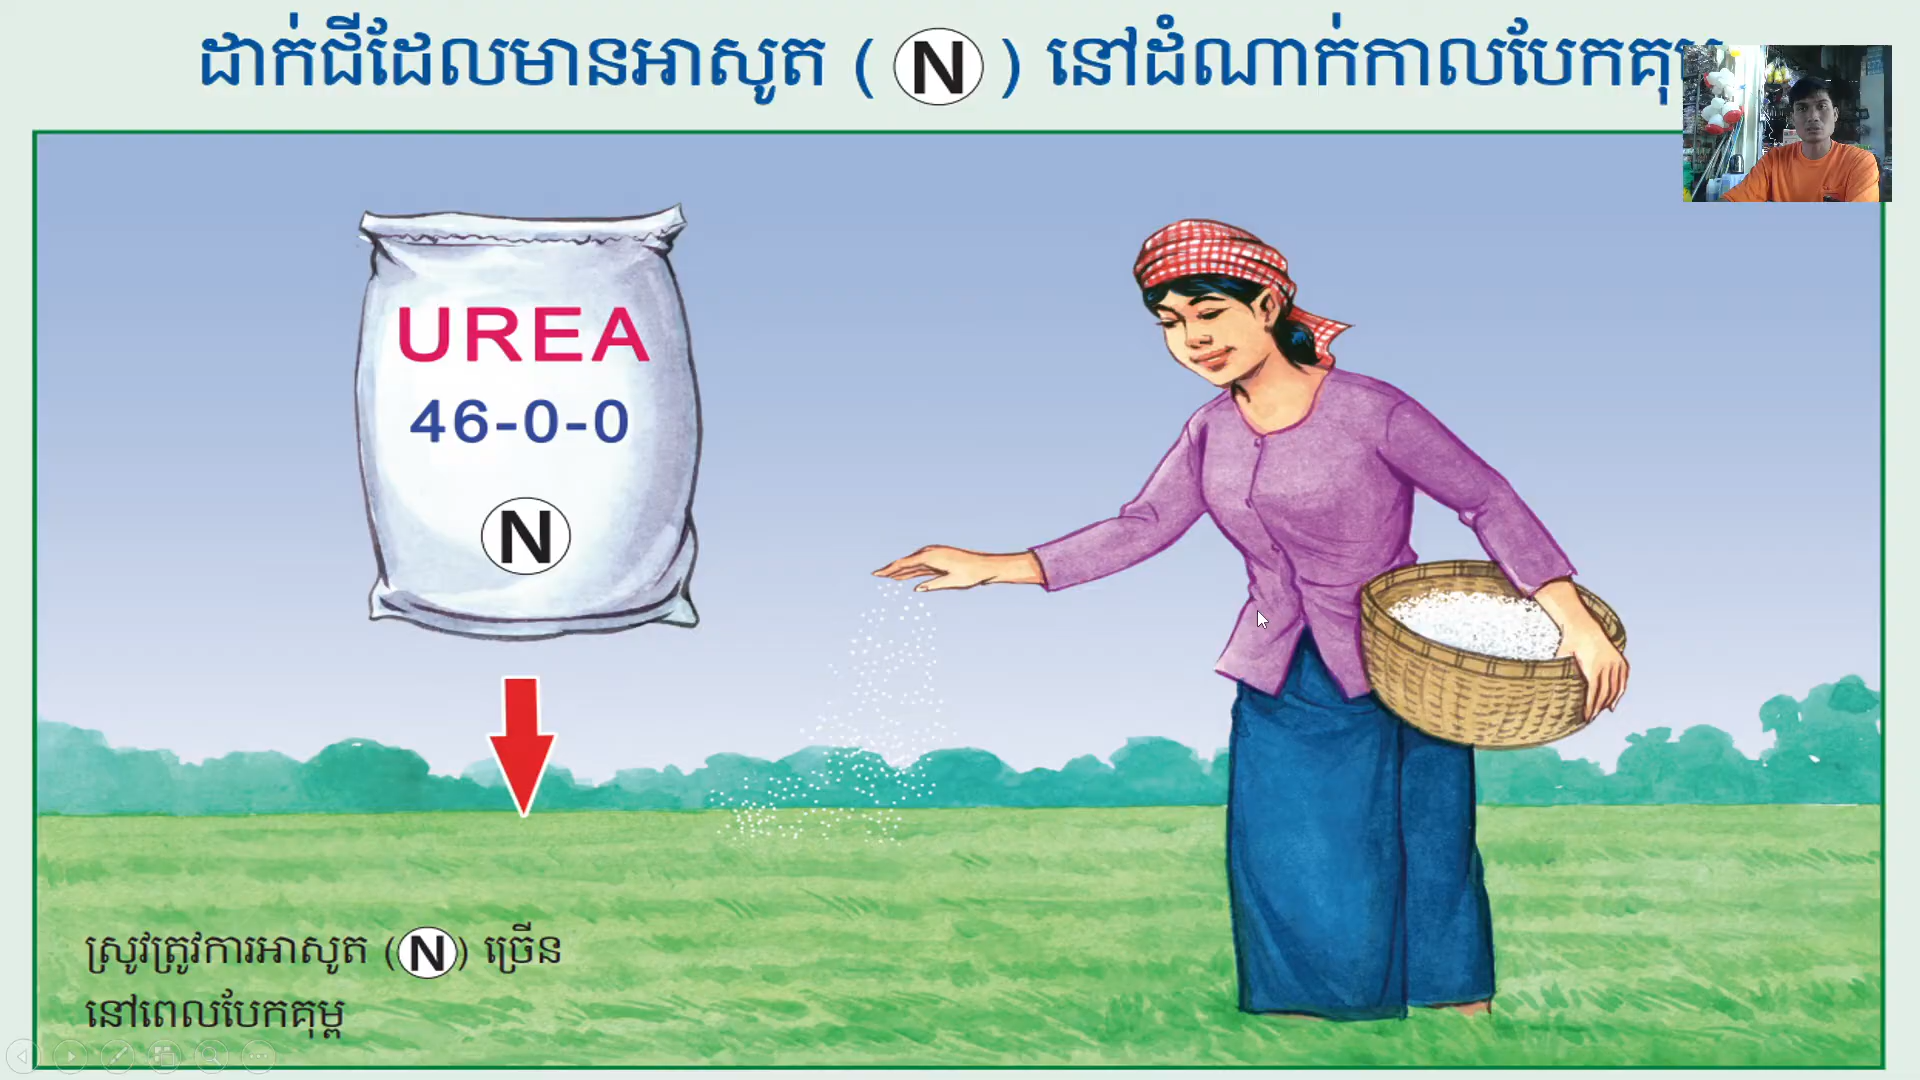 ដាក់ជីដែលមានអាសូត ( N ) នៅដំណាក់កាលបែកគុម្ព
UREA
46-0-0
N
ស្រូវត្រូវការអាសូត (N) ច្រើន
នៅពេលបែកគុម្ព